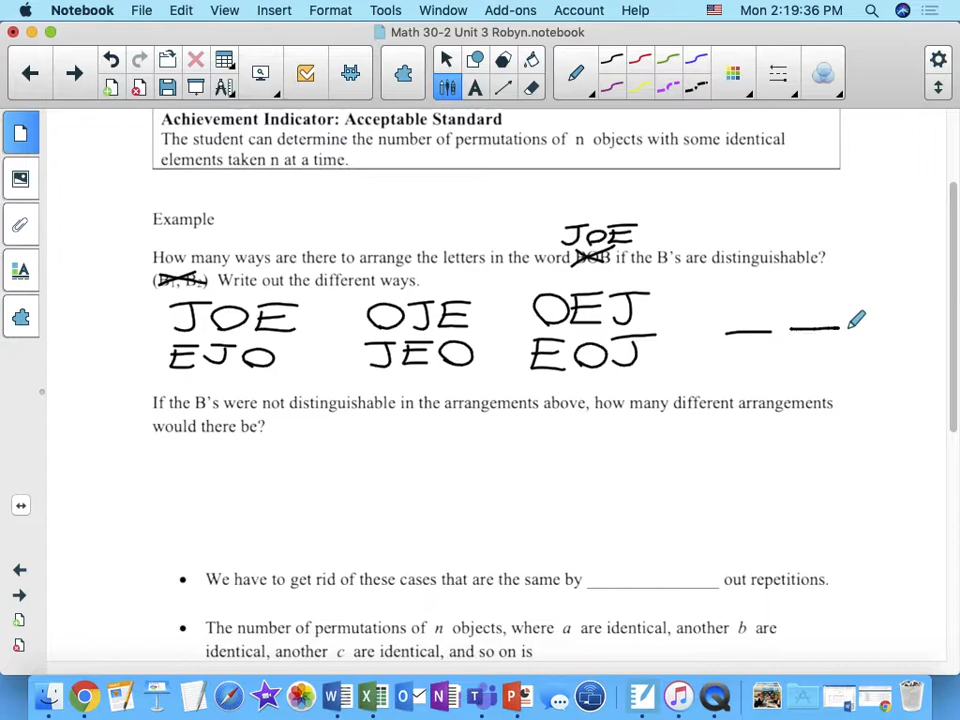 Notebook File Edit View Insert Format Tools Window Add-ons Account Help Mon 2:19:36 PM
Math 30-2 Unit 3 Robyn.notebook
Achievement Indicator: Acceptable Standard
The student can determine the number of permutations of n objects with some identical
elements taken n at a time.
Example
JOE
How many ways are there to arrange the letters in the word BOB if the B's are distinguishable?
(B₁, B₂) Write out the different ways.
JOE OJE OEJ
EJO JEO EOJ
If the B's were not distinguishable in the arrangements above, how many different arrangements
would there be?
• We have to get rid of these cases that are the same by _______________ out repetitions.
• The number of permutations of n objects, where a are identical, another b are
identical, another c are identical, and so on is